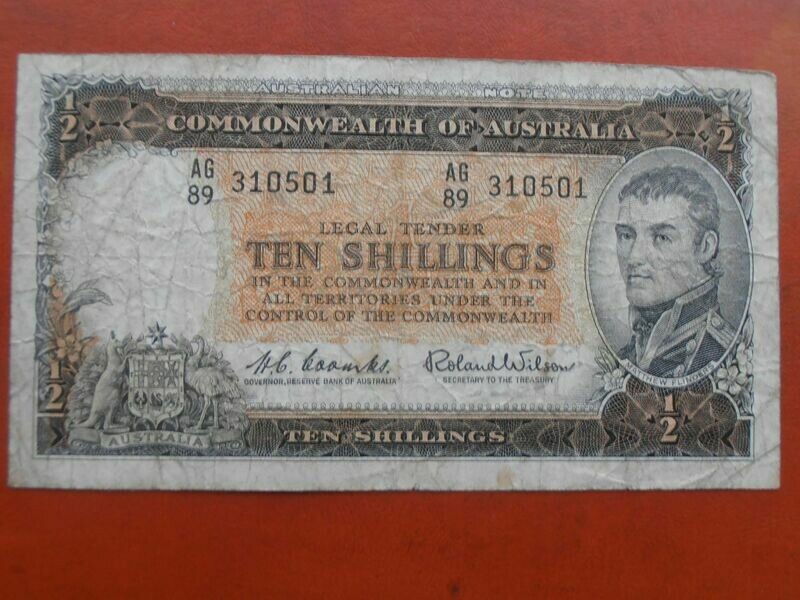 AUSTRALIAN NOTE
1/2 1/2
COMMONWEALTH OF AUSTRALIA
AG 89 310501 AG 89 310501
LEGAL TENDER
TEN SHILLINGS
IN THE COMMONWEALTH AND IN
ALL TERRITORIES UNDER THE
CONTROL OF THE COMMONWEALTH
H.C. Coombs. Roland Wilson
GOVERNOR, RESERVE BANK OF AUSTRALIA SECRETARY TO THE TREASURY
MATTHEW FLINDERS
1/2 1/2
AUSTRALIA
TEN SHILLINGS